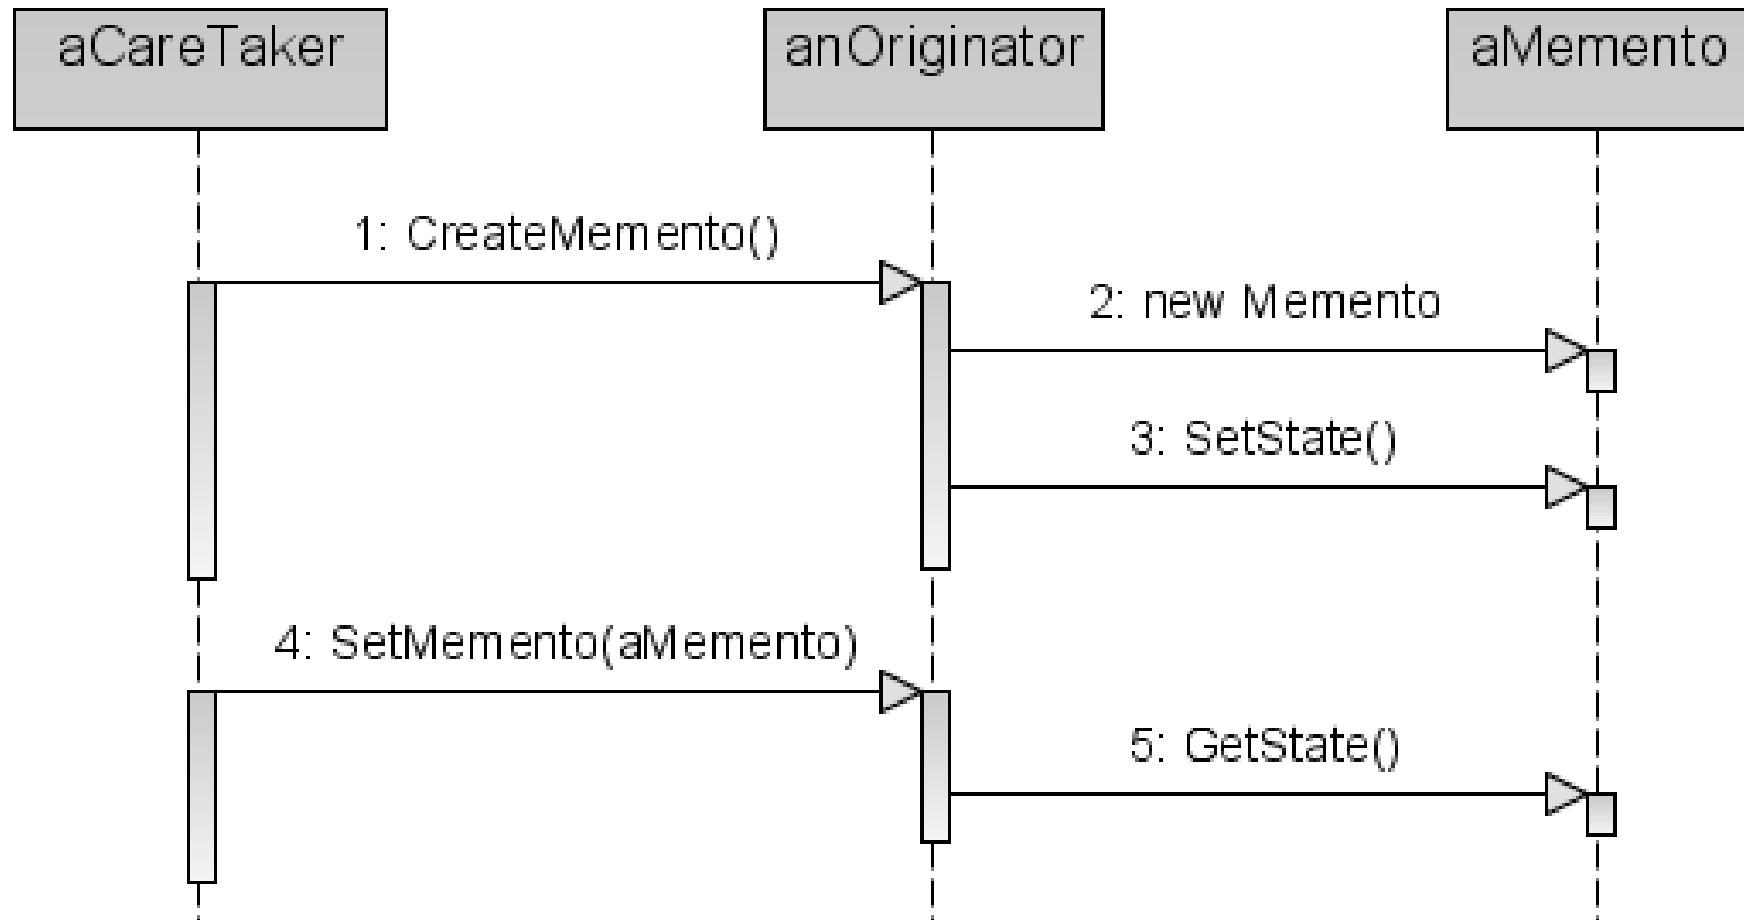 aCareTaker
anOriginator
aMemento
1: CreateMemento()
2: new Memento
3: SetState()
4: SetMemento(aMemento)
5: GetState()